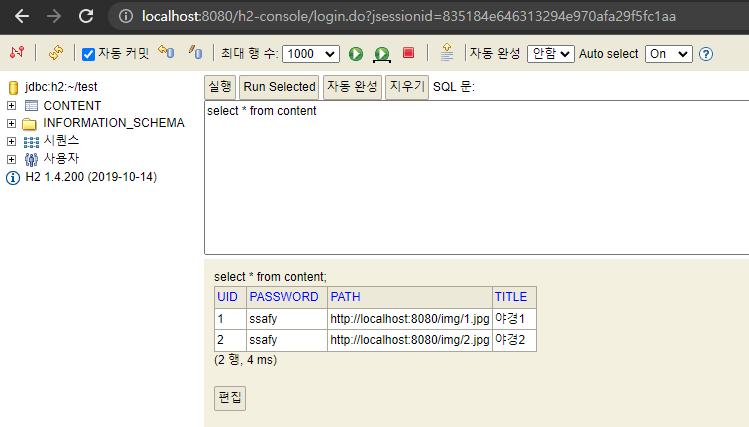 localhost:8080/h2-console/login.do?jsessionid=835184e646313294e970afa29f5fc1aa
자동 커밋 최대 행 수: 1000 자동 완성 안함 Auto select On
jdbc:h2:~/test
CONTENT
INFORMATION_SCHEMA
시퀀스
사용자
H2 1.4.200 (2019-10-14)
실행 Run Selected 자동 완성 지우기 SQL 문:
select * from content
select * from content;
UID PASSWORD PATH TITLE
1 ssafy http://localhost:8080/img/1.jpg 야경1
2 ssafy http://localhost:8080/img/2.jpg 야경2
(2 행, 4 ms)
편집